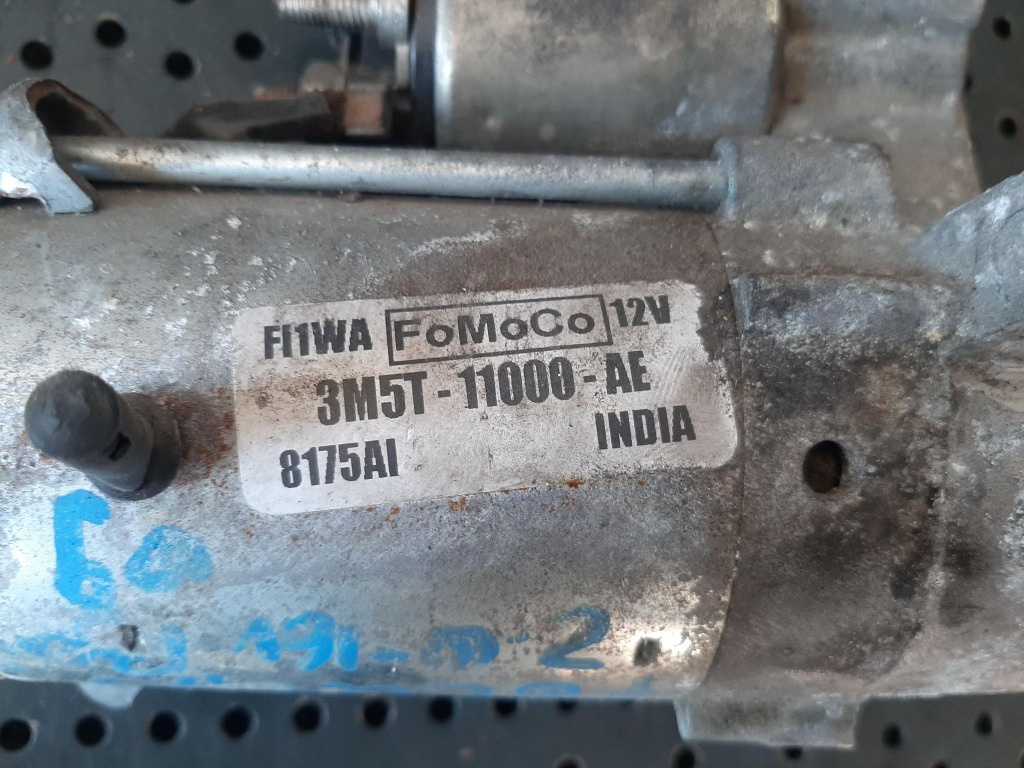 FI1WA FoMoCo 12V
3M5T - 11000 - AE
8175AI INDIA